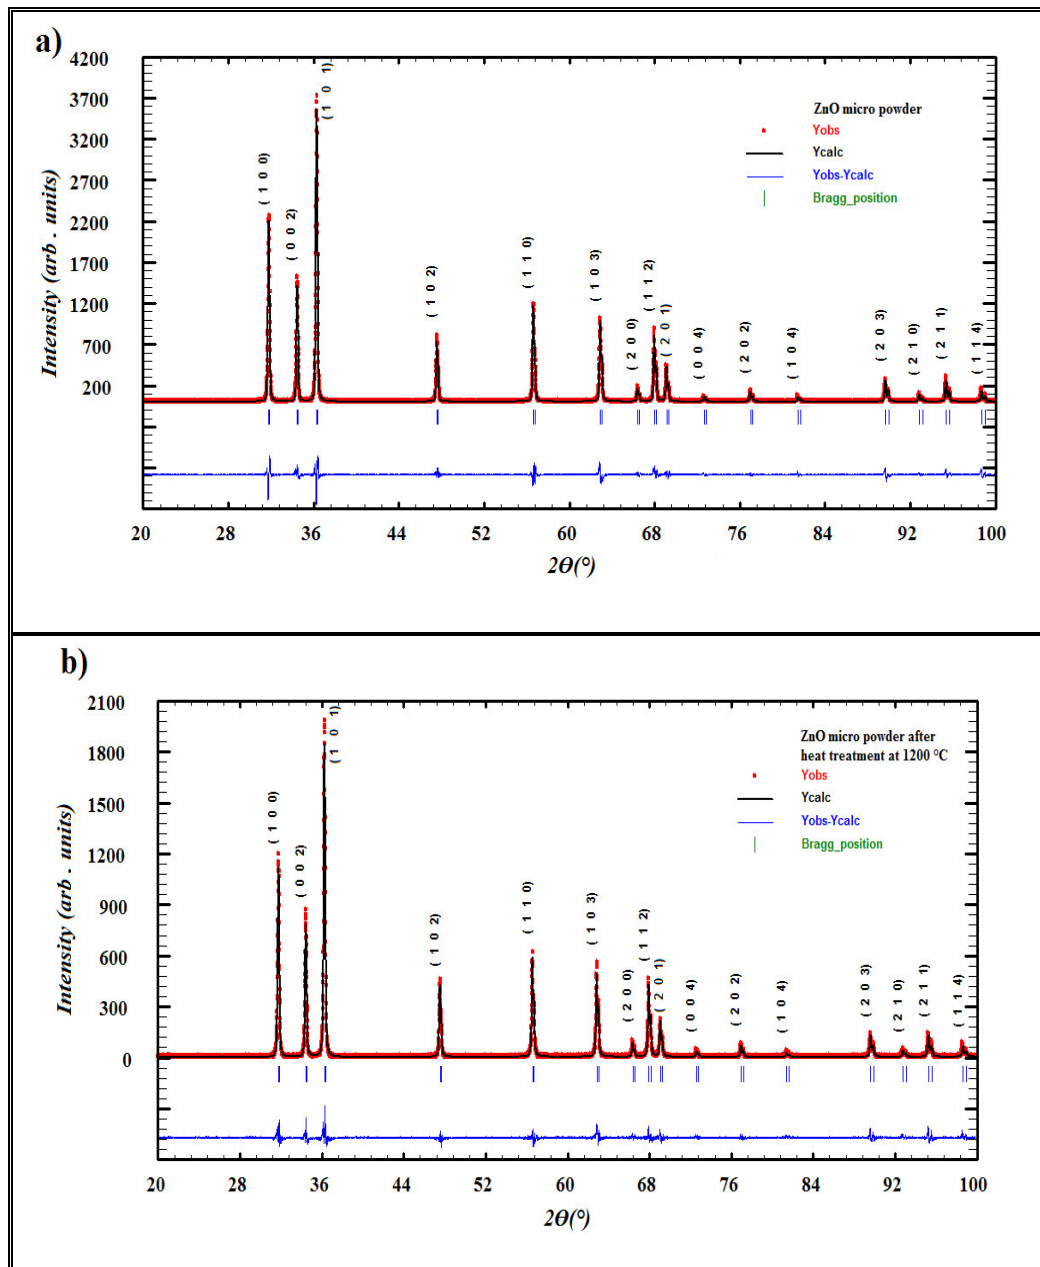 a)
4200
3700
3200
2700
2200
1700
1200
700
200
Intensity (arb . units)
( 1 0 0)
( 0 0 2)
( 1 0 1)
( 1 0 2)
( 1 1 0)
( 1 0 3)
( 2 0 0)
( 1 1 2)
( 2 0 1)
( 0 0 4)
( 2 0 2)
( 1 0 4)
( 2 0 3)
( 2 1 0)
( 2 1 1)
( 1 1 4)
ZnO micro powder
Yobs
Ycalc
Yobs-Ycalc
Bragg_position
20 28 36 44 52 60 68 76 84 92 100
2Θ(°)
b)
2100
1800
1500
1200
900
600
300
0
Intensity (arb . units)
( 1 0 0)
( 0 0 2)
( 1 0 1)
( 1 0 2)
( 1 1 0)
( 1 0 3)
( 2 0 0)
( 1 1 2)
( 2 0 1)
( 0 0 4)
( 2 0 2)
( 1 0 4)
( 2 0 3)
( 2 1 0)
( 2 1 1)
( 1 1 4)
ZnO micro powder after
heat treatment at 1200 °C
Yobs
Ycalc
Yobs-Ycalc
Bragg_position
20 28 36 44 52 60 68 76 84 92 100
2Θ(°)